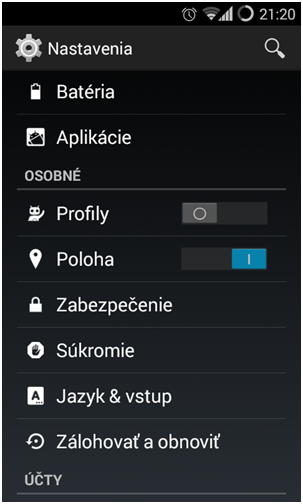 21:20
Nastavenia
Batéria
Aplikácie
OSOBNÉ
Profily
Poloha
Zabezpečenie
Súkromie
Jazyk & vstup
Zálohovať a obnoviť
ÚČTY